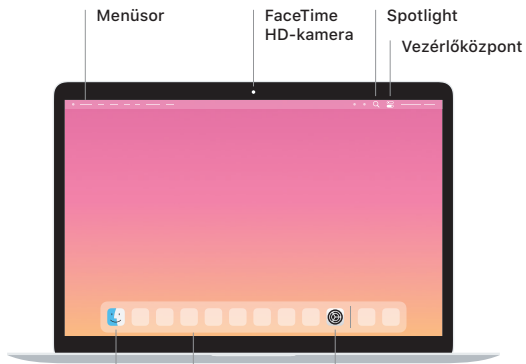 Menüsor
FaceTime
HD-kamera
Spotlight
Vezérlőközpont